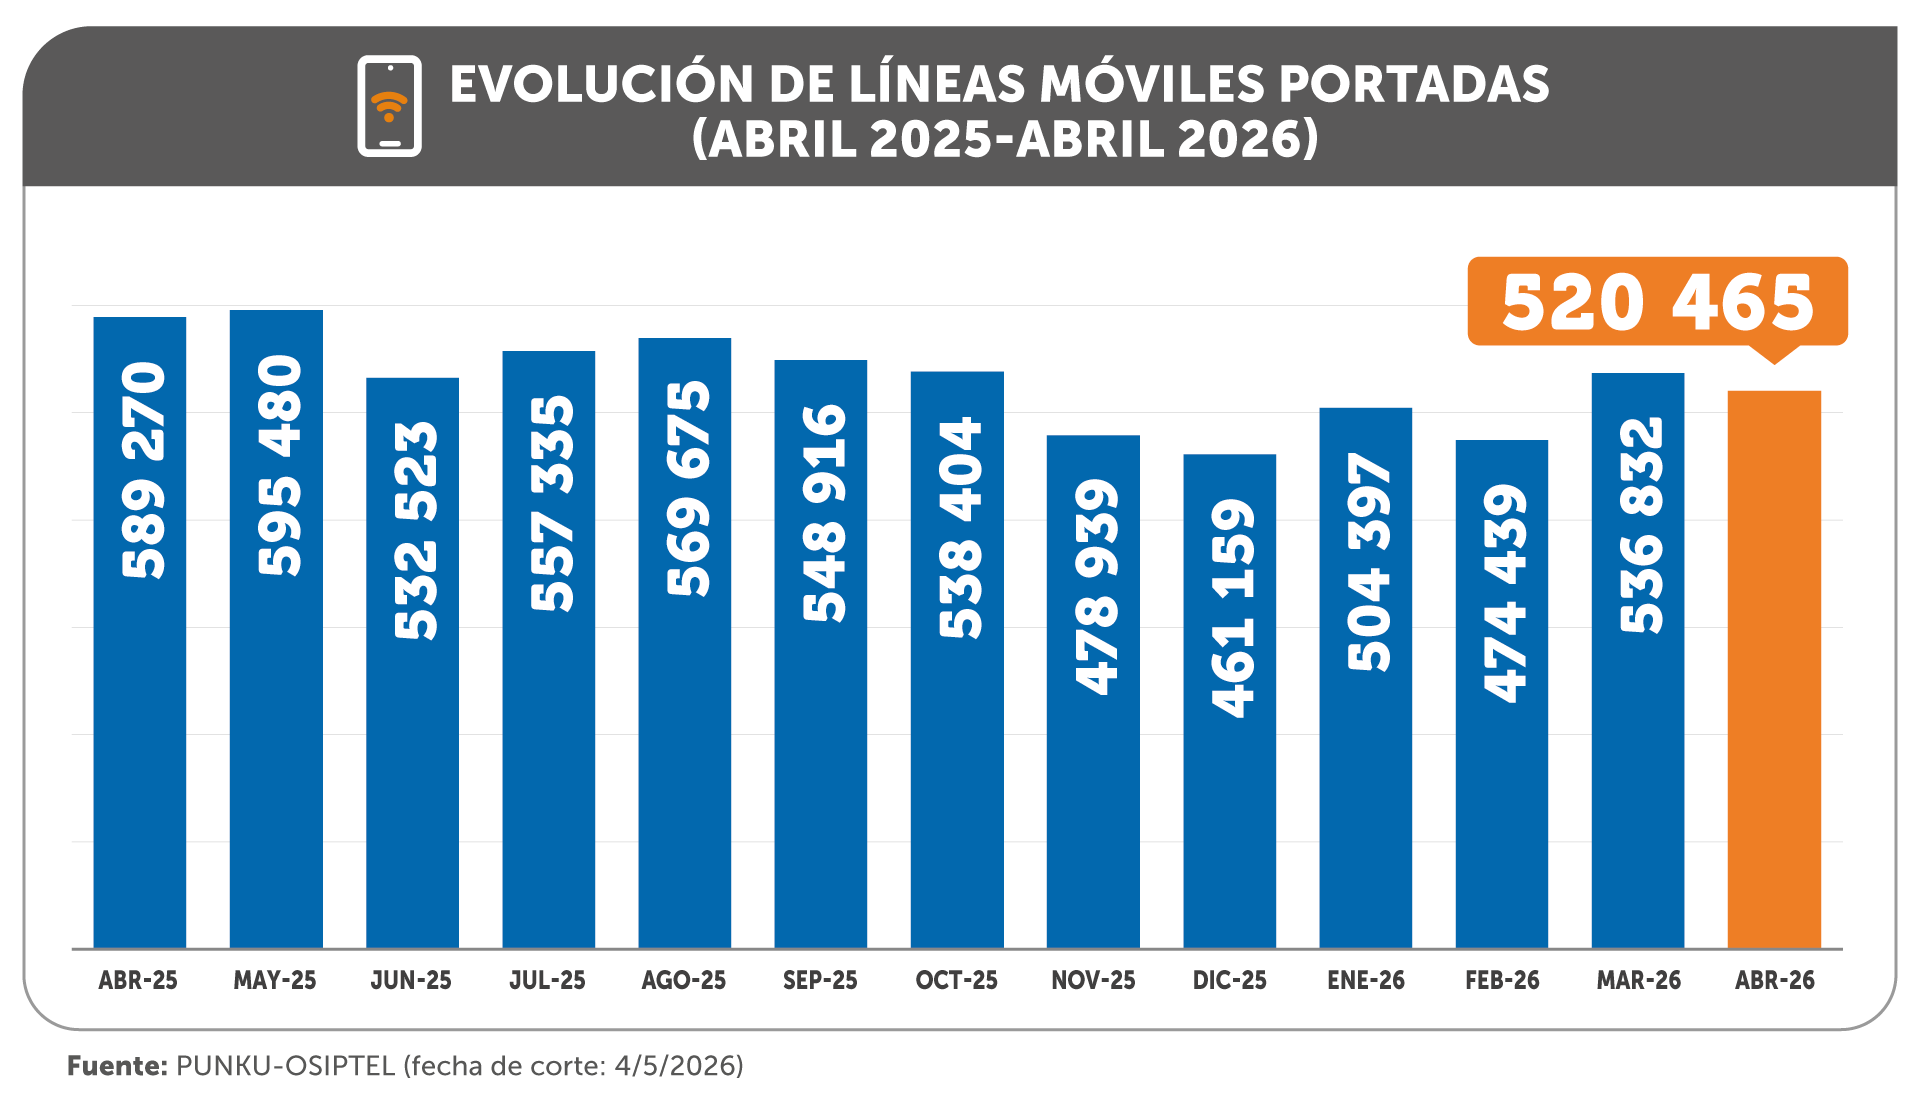 EVOLUCIÓN DE LÍNEAS MÓVILES PORTADAS
(ABRIL 2025-ABRIL 2026)
589 270
595 480
532 523
557 335
569 675
548 916
538 404
478 939
461 159
504 397
474 439
536 832
520 465
ABR-25
MAY-25
JUN-25
JUL-25
AGO-25
SEP-25
OCT-25
NOV-25
DIC-25
ENE-26
FEB-26
MAR-26
ABR-26
Fuente: PUNKU-OSIPTEL (fecha de corte: 4/5/2026)